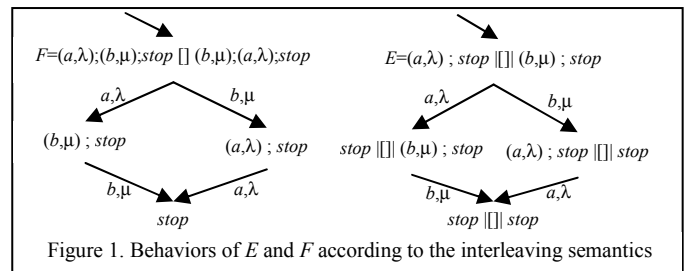 F=(a,λ);(b,μ);stop [] (b,μ);(a,λ);stop
E=(a,λ) ; stop |[]| (b,μ) ; stop
a,λ
b,μ
a,λ
b,μ
(b,μ) ; stop
(a,λ) ; stop
stop |[]| (b,μ) ; stop
(a,λ) ; stop |[]| stop
b,μ
a,λ
b,μ
a,λ
stop
stop |[]| stop
Figure 1. Behaviors of E and F according to the interleaving semantics